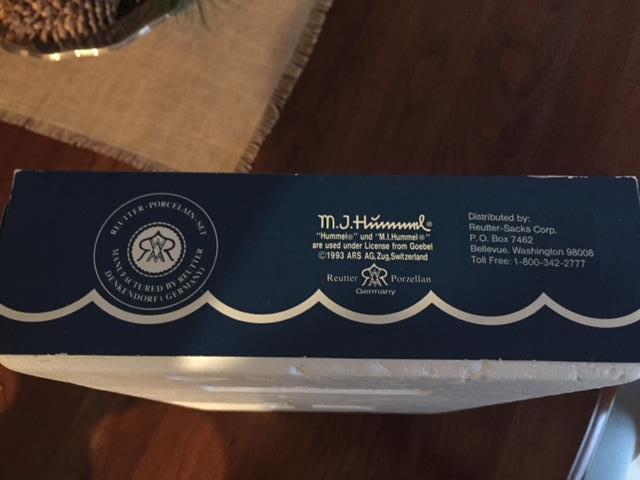 REUTTER-PORCELAIN-SET
MANUFACTURED BY REUTTER
DENKENDORF (GERMANY)
M.J.Hummel®
"Hummel®" und "M.I.Hummel®"
are used under License from Goebel
©1993 ARS AG,Zug,Switzerland
Reutter Porzellan
Germany
Distributed by:
Reutter-Sacks Corp.
P.O. Box 7462
Bellevue, Washington 98008
Toll Free: 1-800-342-2777